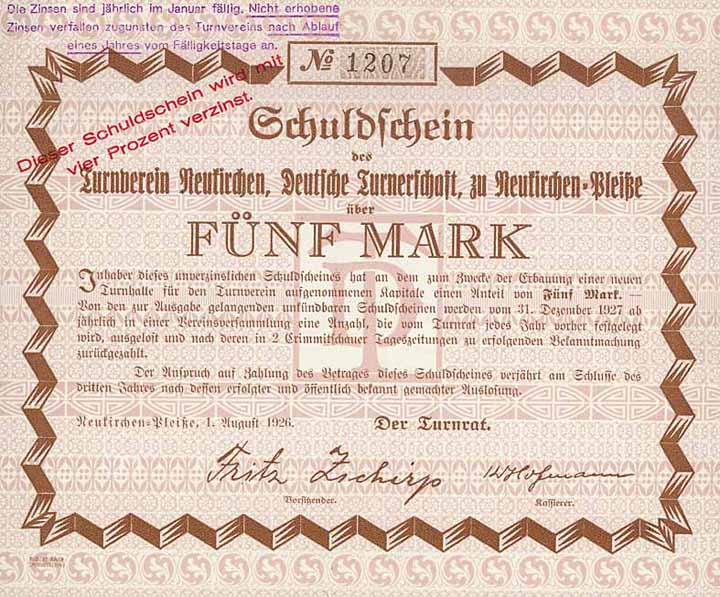 Die Zinsen sind jährlich im Januar fällig. Nicht erhobene
Zinsen verfallen zugunsten des Turnvereins nach Ablauf
eines Jahres vom Fälligkeitstage an.
№ 1207
Dieser Schuldschein wird mit
vier Prozent verzinst.
Schuldschein
des
Turnverein Neukirchen, Deutsche Turnerschaft, zu Neukirchen-Pleiße
über
FÜNF MARK
Inhaber dieses unverzinslichen Schuldscheines hat an dem zum Zwecke der Erbauung einer neuen
Turnhalle für den Turnverein aufgenommenen Kapitale einen Anteil von Fünf Mark. —
Von den zur Ausgabe gelangenden unkündbaren Schuldscheinen werden vom 31. Dezember 1927 ab
jährlich in einer Vereinsversammlung eine Anzahl, die vom Turnrat jedes Jahr vorher festgelegt
wird, ausgelost und nach deren in 2 Crimmitschauer Tageszeitungen zu erfolgenden Bekanntmachung
zurückgezahlt.
Der Anspruch auf Zahlung des Betrages dieses Schuldscheines verjährt am Schlusse des
dritten Jahres nach dessen erfolgter und öffentlich bekannt gemachter Auslosung.
Neukirchen-Pleiße, 1. August 1926.
Der Turnrat.
Fritz Zscherp
Hofmann
Vorsitzender.
Kassierer.